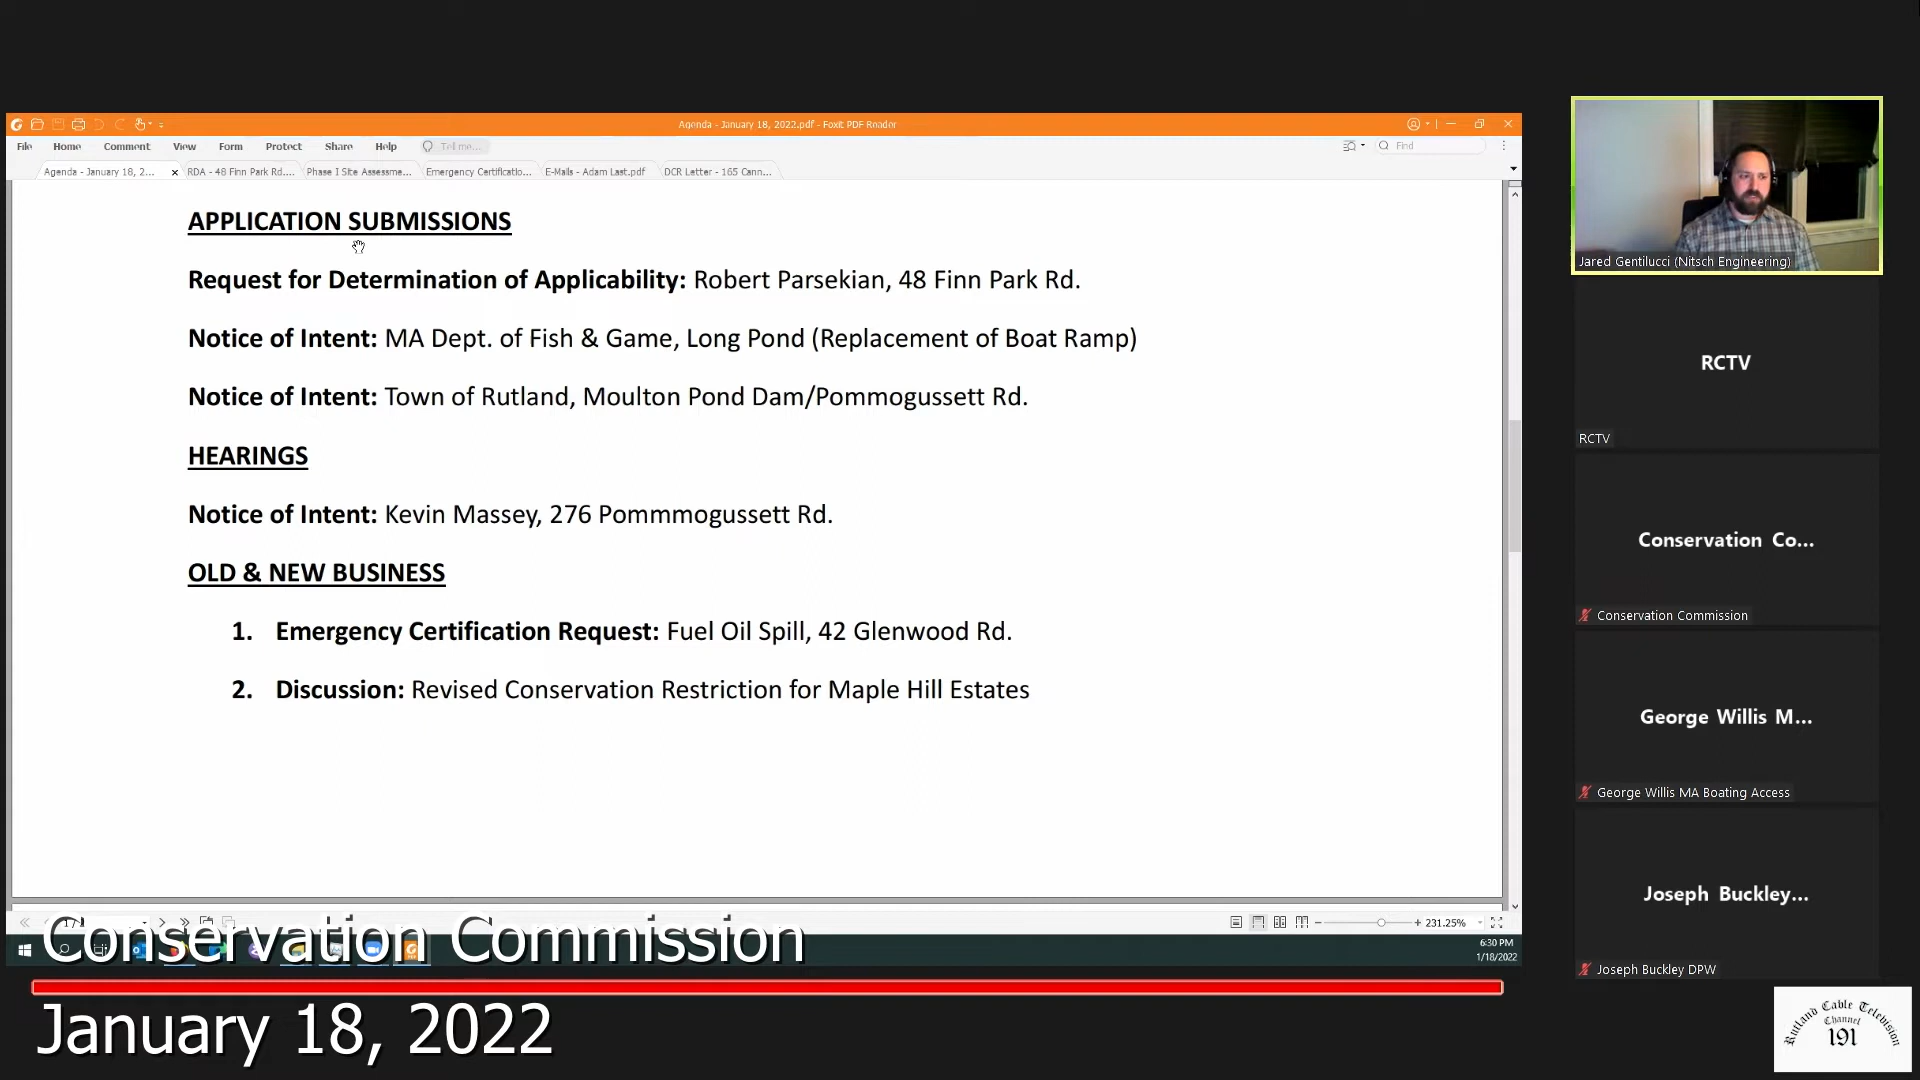 Agenda - January 18, 2022.pdf - Foxit PDF Reader
File Home Comment View Form Protect Share Help Tell me... Find
Agenda - January 18, 2... RDA - 48 Finn Park Rd.... Phase I Site Assessme... Emergency Certificatio... E-Mails - Adam Last.pdf DCR Letter - 165 Cann...
APPLICATION SUBMISSIONS
Request for Determination of Applicability: Robert Parsekian, 48 Finn Park Rd.
Notice of Intent: MA Dept. of Fish & Game, Long Pond (Replacement of Boat Ramp)
Notice of Intent: Town of Rutland, Moulton Pond Dam/Pommogussett Rd.
HEARINGS
Notice of Intent: Kevin Massey, 276 Pommmogussett Rd.
OLD & NEW BUSINESS
1. Emergency Certification Request: Fuel Oil Spill, 42 Glenwood Rd.
2. Discussion: Revised Conservation Restriction for Maple Hill Estates
231.25%
6:30 PM
1/18/2022
Conservation Commission
January 18, 2022
Jared Gentilucci (Nitsch Engineering)
RCTV
RCTV
Conservation Co...
Conservation Commission
George Willis M...
George Willis MA Boating Access
Joseph Buckley...
Joseph Buckley DPW
Rutland Cable Television
Channel
191